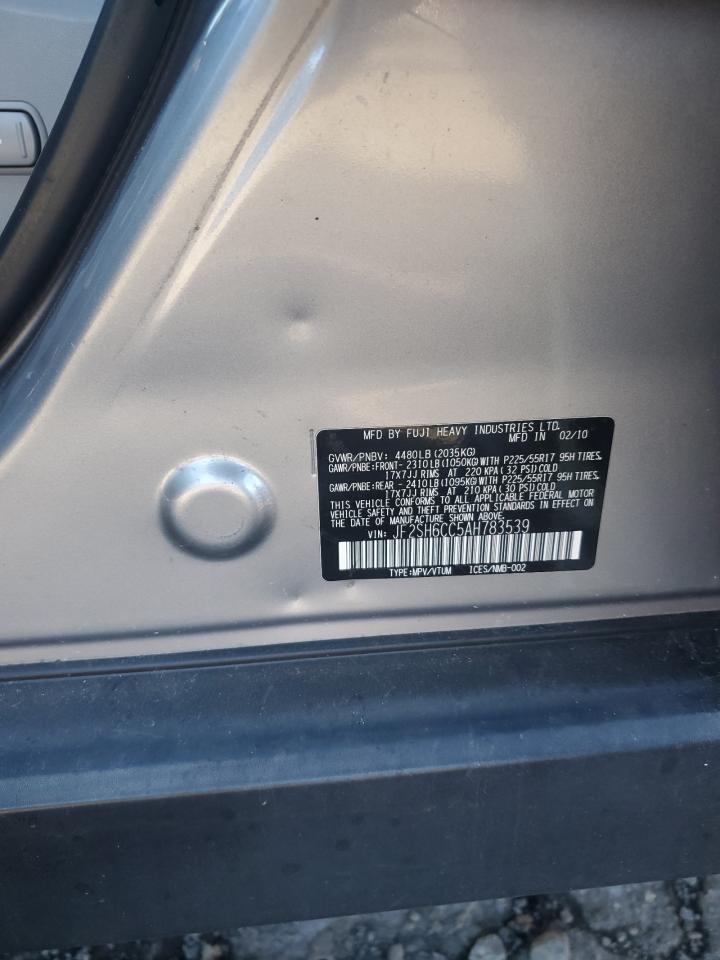 MFD BY FUJI HEAVY INDUSTRIES LTD.
MFD IN 02/10
GVWR/PNBV: 4480LB(2035KG)
GAWR/PNBE:FRONT- 2310LB(1050KG)WITH P225/55R17 95H TIRES,
17X7JJ RIMS AT 220 KPA(32 PSI)COLD
GAWR/PNBE:REAR -2410LB(1095KG)WITH P225/55R17 95H TIRES,
17X7JJ RIMS AT 210 KPA(30 PSI)COLD
THIS VEHICLE CONFORMS TO ALL APPLICABLE FEDERAL MOTOR
VEHICLE SAFETY AND THEFT PREVENTION STANDARDS IN EFFECT ON
THE DATE OF MANUFACTURE SHOWN ABOVE.
VIN: JF2SH6CC5AH783539
TYPE:MPV/VTUM ICES/NMB-002